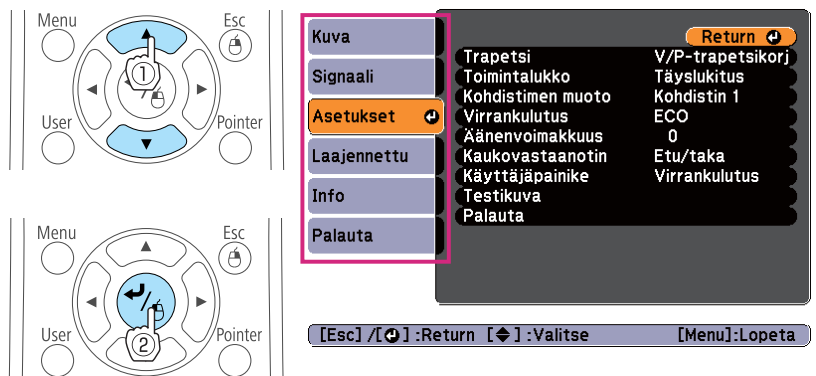 Menu
Esc
①
User
Pointer
Menu
Esc
User
②
Pointer
Kuva
Signaali
Asetukset
Laajennettu
Info
Palauta
Return
Trapetsi V/P-trapetsikorj
Toimintalukko Täyslukitus
Kohdistimen muoto Kohdistin 1
Virrankulutus ECO
Äänenvoimakkuus 0
Kaukovastaanotin Etu/taka
Käyttäjäpainike Virrankulutus
Testikuva
Palauta
[Esc] /[⏎] :Return [◆] :Valitse [Menu]:Lopeta